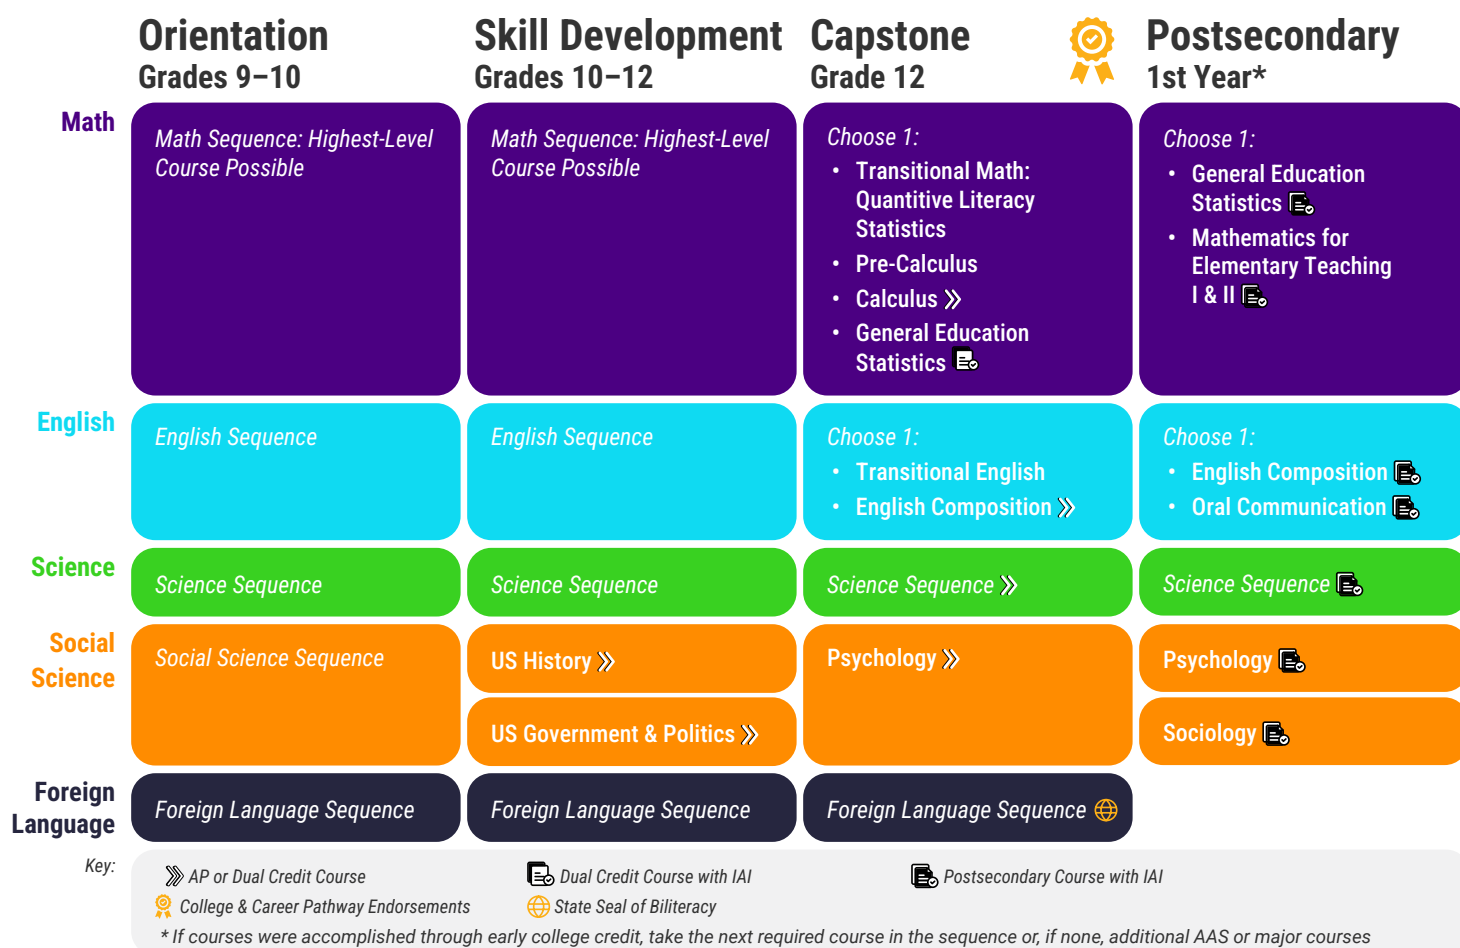 Orientation
Grades 9–10
Skill Development
Grades 10–12
Capstone
Grade 12
Postsecondary
1st Year*
Math
Math Sequence: Highest-Level
Course Possible
Math Sequence: Highest-Level
Course Possible
Choose 1:
• Transitional Math:
Quantitive Literacy
Statistics
• Pre-Calculus
• Calculus
• General Education
Statistics
Choose 1:
• General Education
Statistics
• Mathematics for
Elementary Teaching
I & II
English
English Sequence
English Sequence
Choose 1:
• Transitional English
• English Composition
Choose 1:
• English Composition
• Oral Communication
Science
Science Sequence
Science Sequence
Science Sequence
Science Sequence
Social
Science
Social Science Sequence
US History
US Government & Politics
Psychology
Psychology
Sociology
Foreign
Language
Foreign Language Sequence
Foreign Language Sequence
Foreign Language Sequence
Key:
AP or Dual Credit Course
Dual Credit Course with IAI
Postsecondary Course with IAI
College & Career Pathway Endorsements
State Seal of Biliteracy
* If courses were accomplished through early college credit, take the next required course in the sequence or, if none, additional AAS or major courses